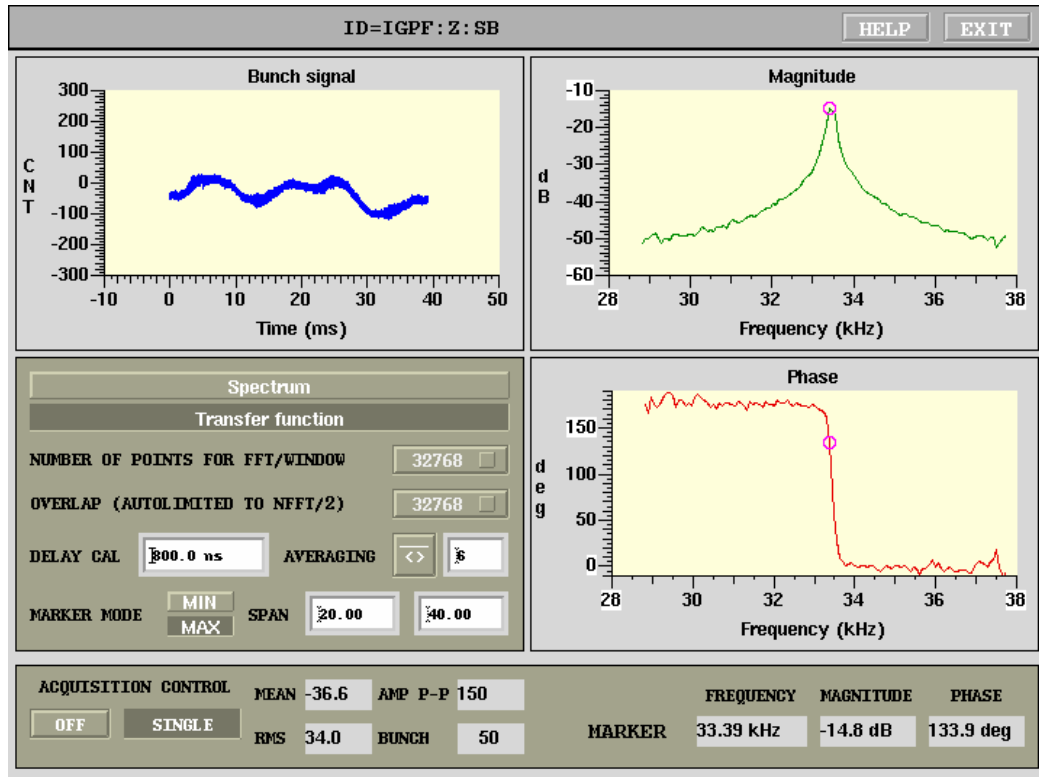 ID=IGPF:Z:SB
HELP
EXIT
Bunch signal
300
200
100
0
-100
-200
-300
CNT
-10 0 10 20 30 40 50
Time (ms)
Magnitude
-10
-20
-30
-40
-50
-60
dB
28 30 32 34 36 38
Frequency (kHz)
Spectrum
Transfer function
NUMBER OF POINTS FOR FFT/WINDOW 32768
OVERLAP (AUTOLIMITED TO NFFT/2) 32768
DELAY CAL 800.0 ns AVERAGING <> 6
MARKER MODE MIN MAX SPAN 20.00 40.00
Phase
150
100
50
0
deg
28 30 32 34 36 38
Frequency (kHz)
ACQUISITION CONTROL
OFF SINGLE
MEAN -36.6 AMP P-P 150
RMS 34.0 BUNCH 50
FREQUENCY MAGNITUDE PHASE
MARKER 33.39 kHz -14.8 dB 133.9 deg